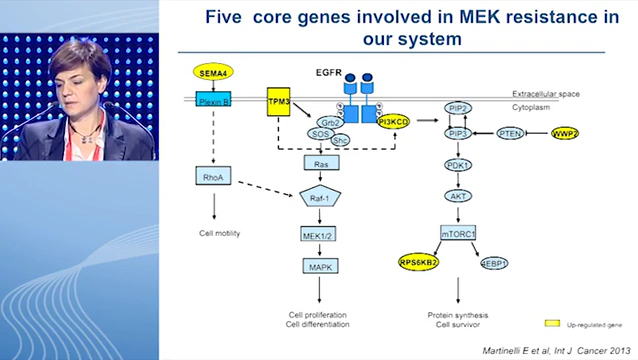 Five core genes involved in MEK resistance in
our system
SEMA4
EGFR
Extracellular space
Plexin B
TPM3
Cytoplasm
PIP2
Grb2
PI3KCD
SOS
Shc
PIP3
PTEN
WWP2
Ras
PDK1
RhoA
Raf-1
AKT
Cell motility
MEK1/2
mTORC1
MAPK
RPS6KB2
4EBP1
Cell proliferation
Cell differentiation
Protein synthesis
Cell survivor
Up-regulated gene
Martinelli E et al, Int J Cancer 2013